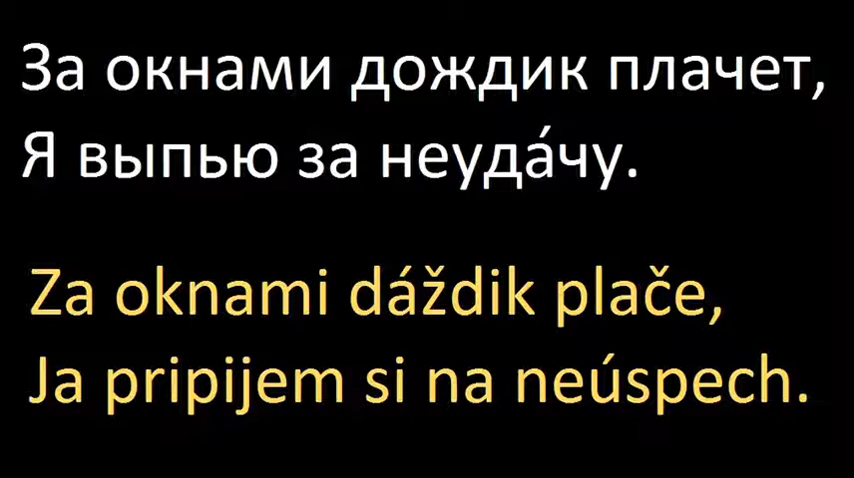 За окнами дождик плачет,
Я выпью за неуда́чу.
Za oknami dáždik plače,
Ja pripijem si na neúspech.